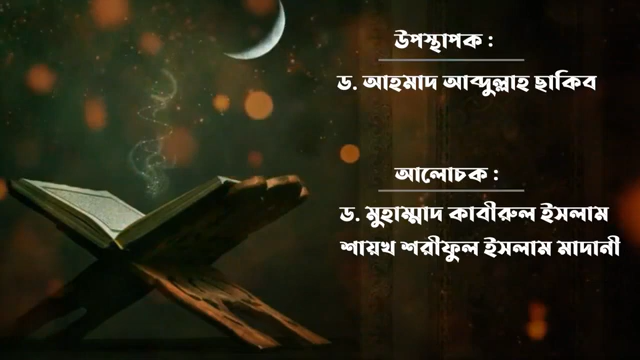 উপস্থাপক :
ড. আহমাদ আব্দুল্লাহ ছাকিব
আলোচক :
ড. মুহাম্মাদ কাবীরুল ইসলাম
শায়খ শরীফুল ইসলাম মাদানী